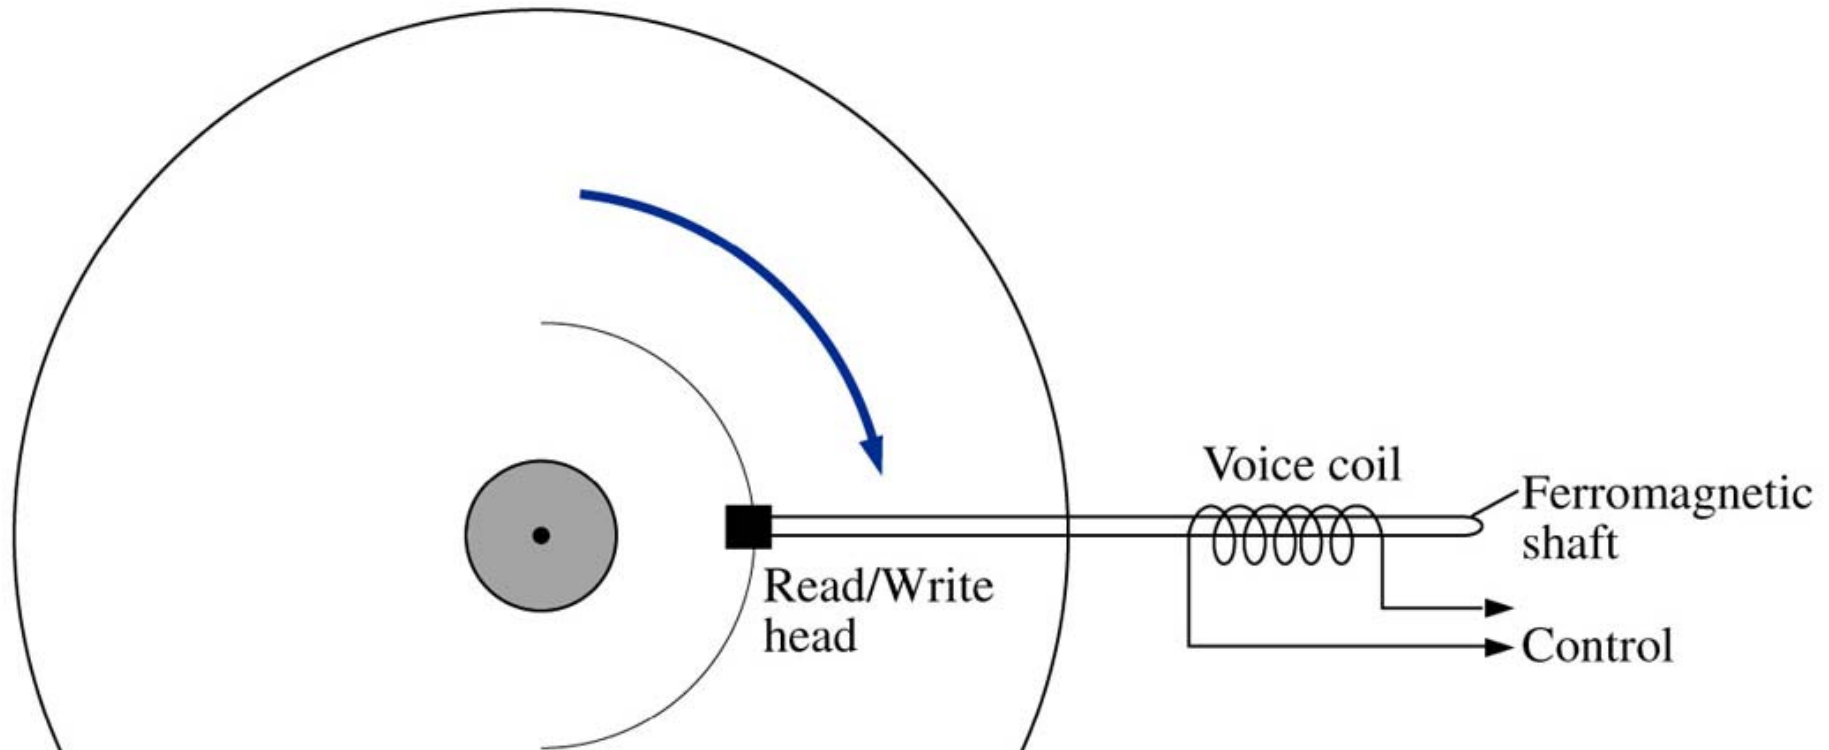 Voice coil
Ferromagnetic
shaft
Read/Write
head
Control